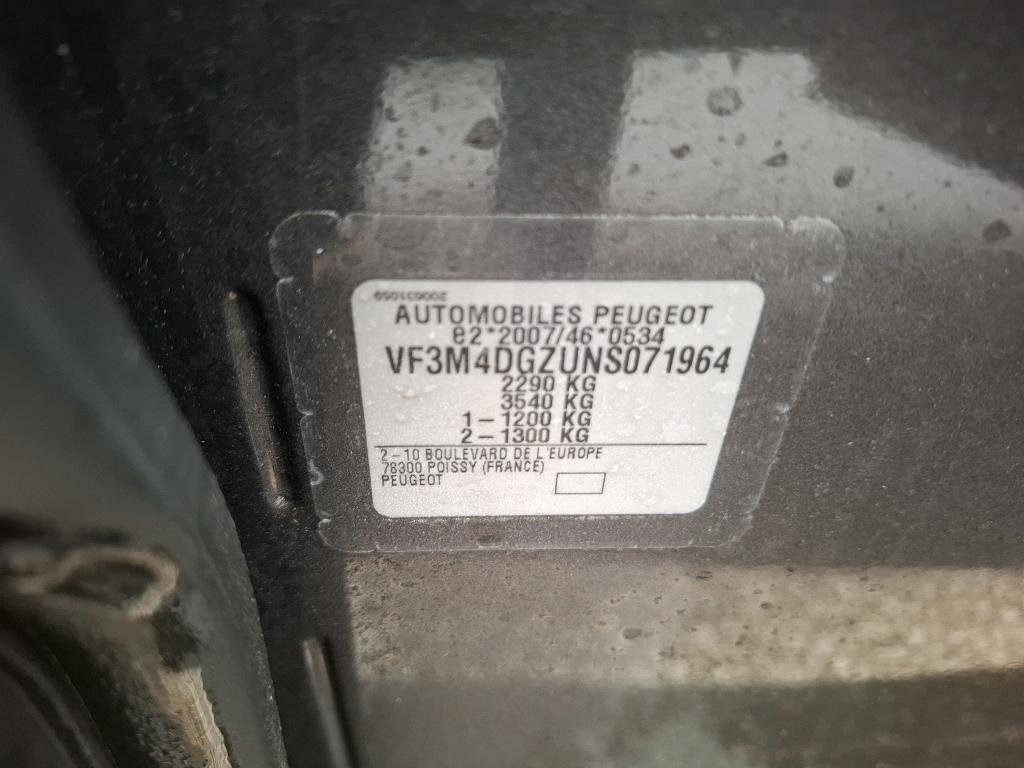 200631059
AUTOMOBILES PEUGEOT
e2*2007/46*0534
VF3M4DGZUNS071964
2290 KG
3540 KG
1-1200 KG
2-1300 KG
2-10 BOULEVARD DE L'EUROPE
78300 POISSY (FRANCE)
PEUGEOT